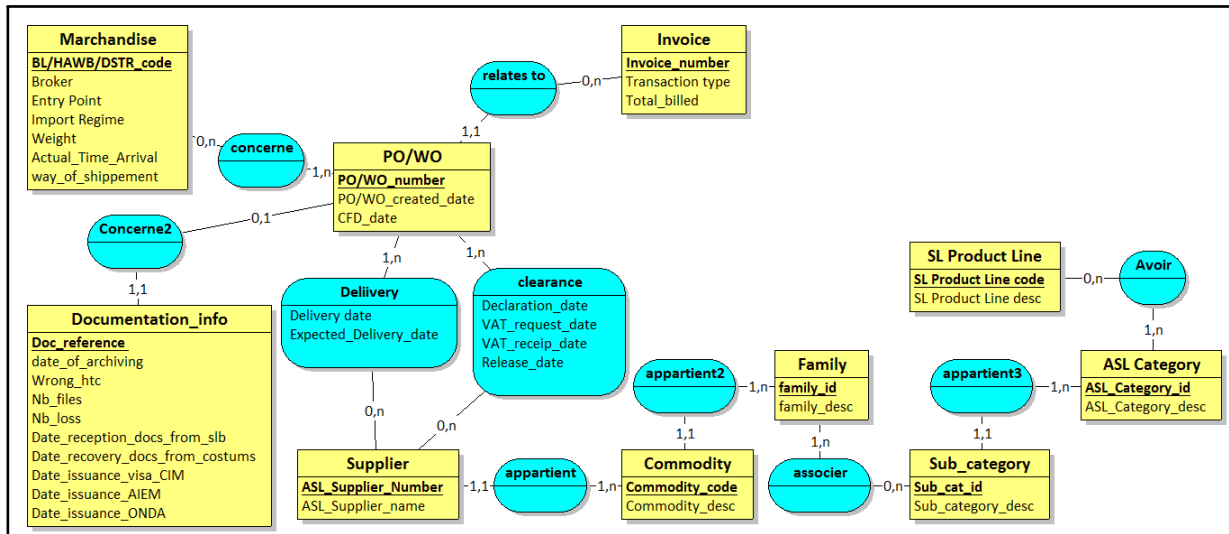 Marchandise
BL/HAWB/DSTR_code
Broker
Entry Point
Import Regime
Weight
Actual_Time_Arrival
way_of_shippement
0,n
concerne
1,n
relates to
0,n
1,1
Invoice
Invoice_number
Transaction type
Total_billed
PO/WO
PO/WO_number
PO/WO_created_date
CFD_date
Concerne2
0,1
1,1
1,n
1,n
Documentation_info
Doc_reference
date_of_archiving
Wrong_htc
Nb_files
Nb_loss
Date_reception_docs_from_slb
Date_recovery_docs_from_costums
Date_issuance_visa_CIM
Date_issuance_AIEM
Date_issuance_ONDA
Deliivery
Delivery date
Expected_Delivery_date
0,n
clearance
Declaration_date
VAT_request_date
VAT_receip_date
Release_date
0,n
Supplier
ASL_Supplier_Number
ASL_Supplier_name
1,1
appartient
1,n
Commodity
Commodity_code
Commodity_desc
1,1
appartient2
1,n
Family
family_id
family_desc
1,n
associer
0,n
Sub_category
Sub_cat_id
Sub_category_desc
1,1
appartient3
1,n
ASL Category
ASL_Category_id
ASL_Category_desc
1,n
Avoir
0,n
SL Product Line
SL Product Line code
SL Product Line desc